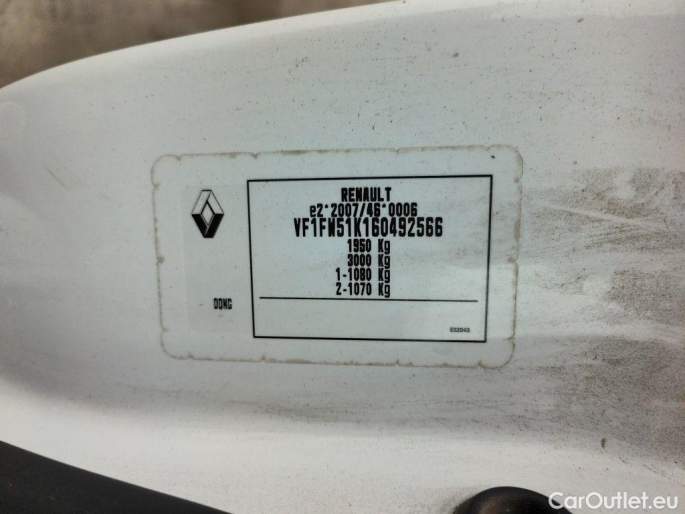 RENAULT
e2*2007/46*0006
VF1FW51K160492566
1950 Kg
3000 Kg
1-1080 Kg
2-1070 Kg
CarOutlet.eu